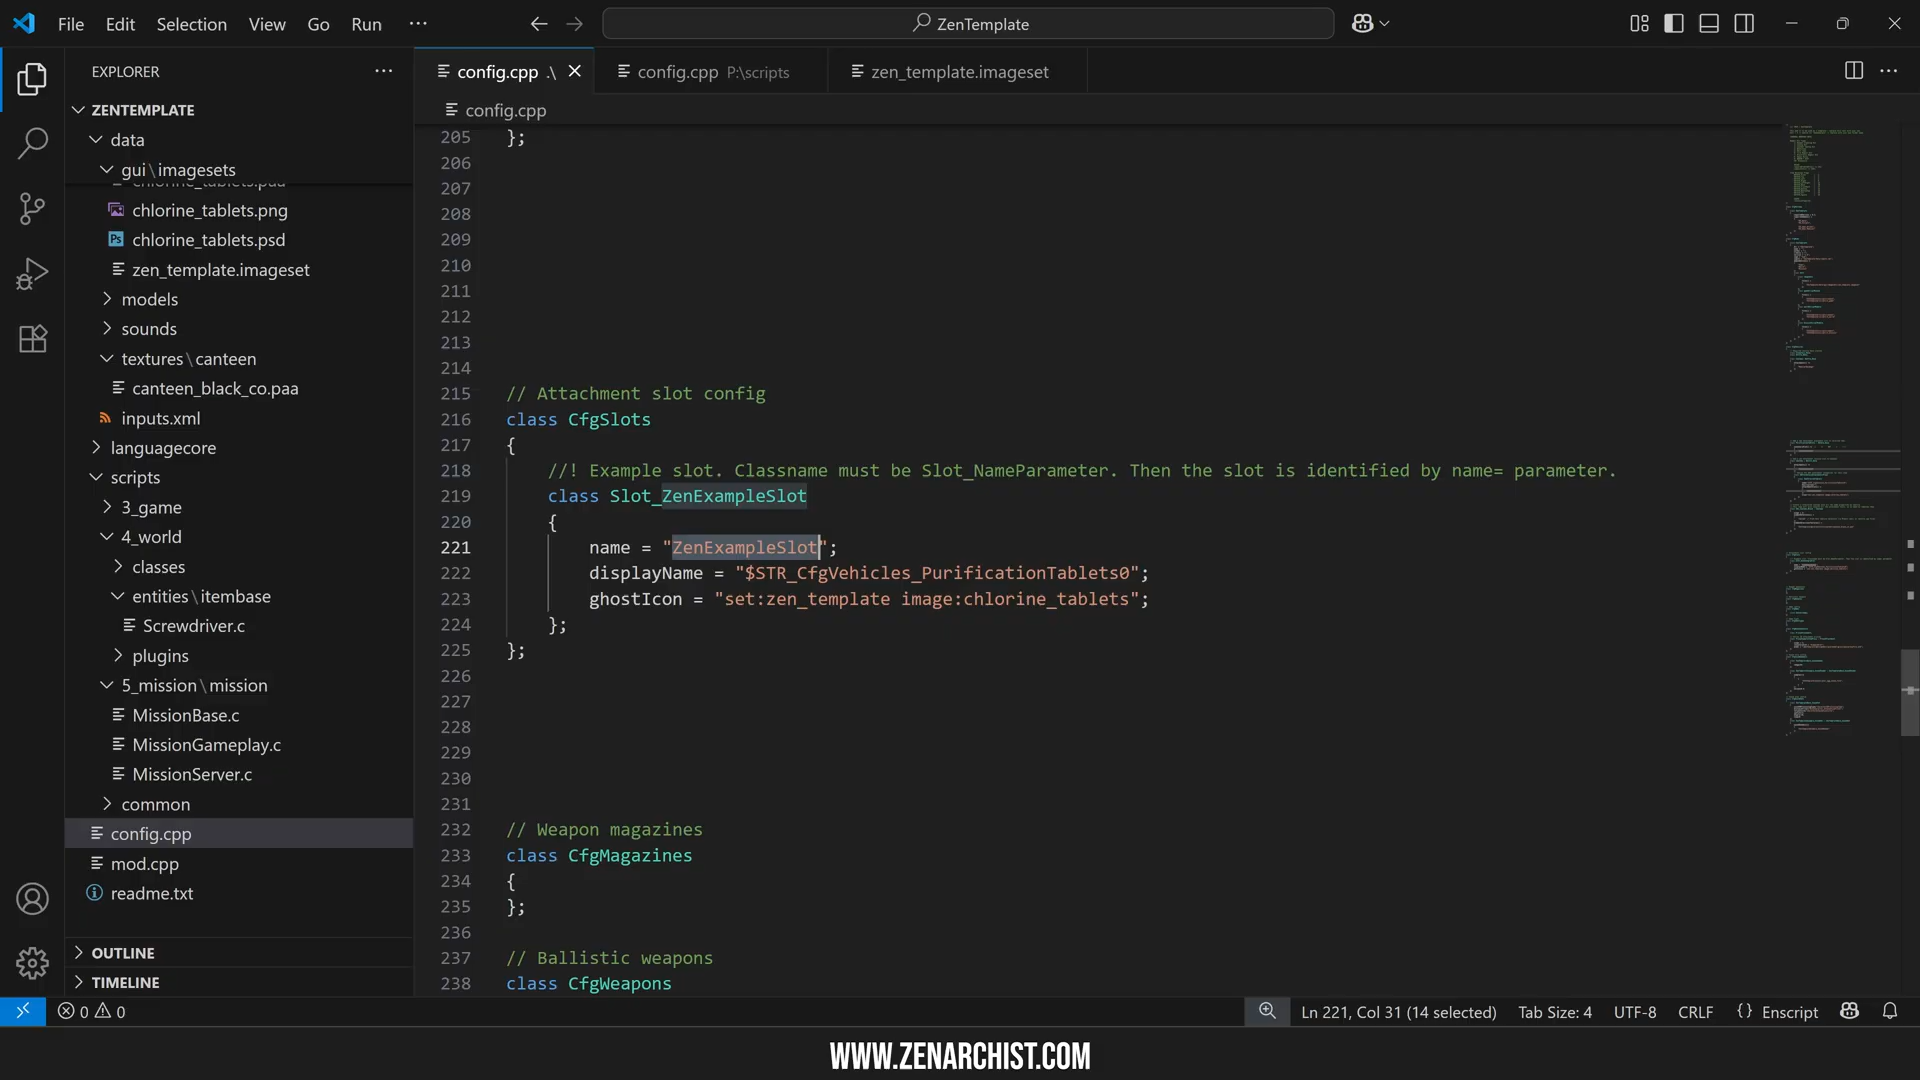 File Edit Selection View Go Run ··· ZenTemplate
EXPLORER ···
ZENTEMPLATE
data
gui\imagesets
chlorine_tablets.paa
chlorine_tablets.png
Ps chlorine_tablets.psd
zen_template.imageset
models
sounds
textures\canteen
canteen_black_co.paa
inputs.xml
languagecore
scripts
3_game
4_world
classes
entities\itembase
Screwdriver.c
plugins
5_mission\mission
MissionBase.c
MissionGameplay.c
MissionServer.c
common
config.cpp
mod.cpp
readme.txt
OUTLINE
TIMELINE
config.cpp .\ config.cpp P:\scripts zen_template.imageset
config.cpp
205 };
206
207
208
209
210
211
212
213
214
215 // Attachment slot config
216 class CfgSlots
217 {
218 //! Example slot. Classname must be Slot_NameParameter. Then the slot is identified by name= parameter.
219 class Slot_ZenExampleSlot
220 {
221 name = "ZenExampleSlot";
222 displayName = "$STR_CfgVehicles_PurificationTablets0";
223 ghostIcon = "set:zen_template image:chlorine_tablets";
224 };
225 };
226
227
228
229
230
231
232 // Weapon magazines
233 class CfgMagazines
234 {
235 };
236
237 // Ballistic weapons
238 class CfgWeapons
0 0 Ln 221, Col 31 (14 selected) Tab Size: 4 UTF-8 CRLF {} Enscript
WWW.ZENARCHIST.COM